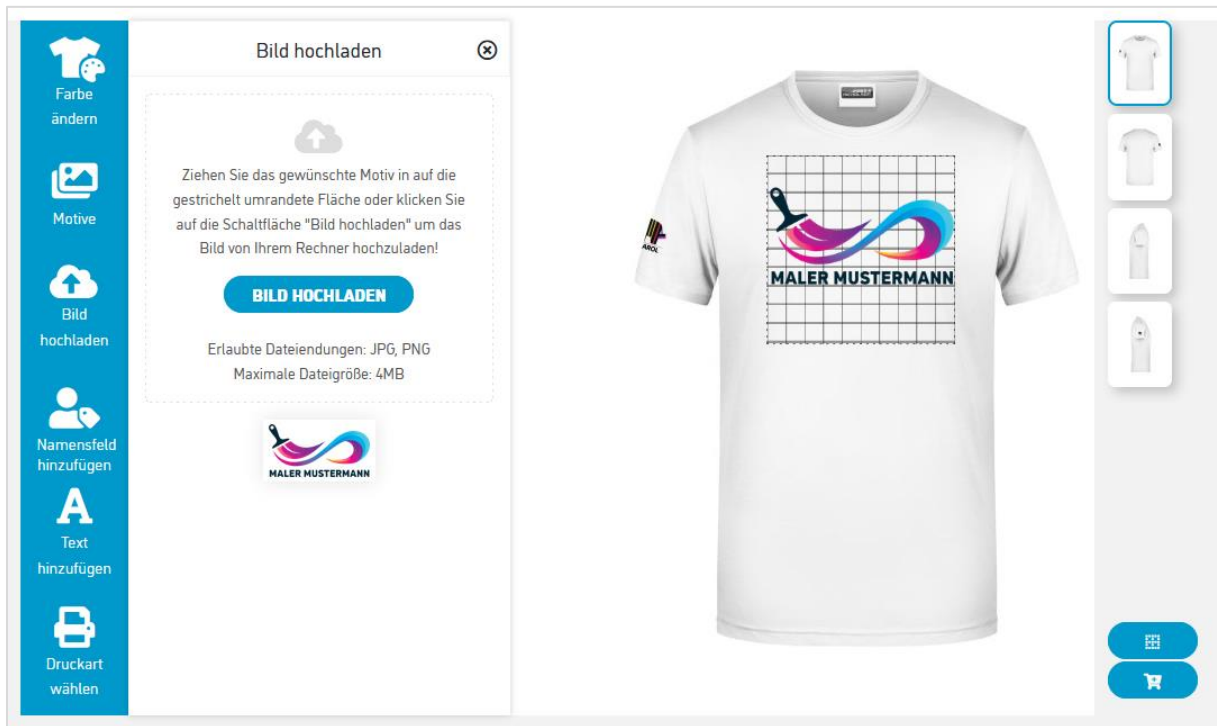 Farbe
ändern
Motive
Bild
hochladen
Namensfeld
hinzufügen
Text
hinzufügen
Druckart
wählen
Bild hochladen
Ziehen Sie das gewünschte Motiv in auf die
gestrichelt umrandete Fläche oder klicken Sie
auf die Schaltfläche "Bild hochladen" um das
Bild von Ihrem Rechner hochzuladen!
BILD HOCHLADEN
Erlaubte Dateiendungen: JPG, PNG
Maximale Dateigröße: 4MB
MALER MUSTERMANN
AROL
MALER MUSTERMANN